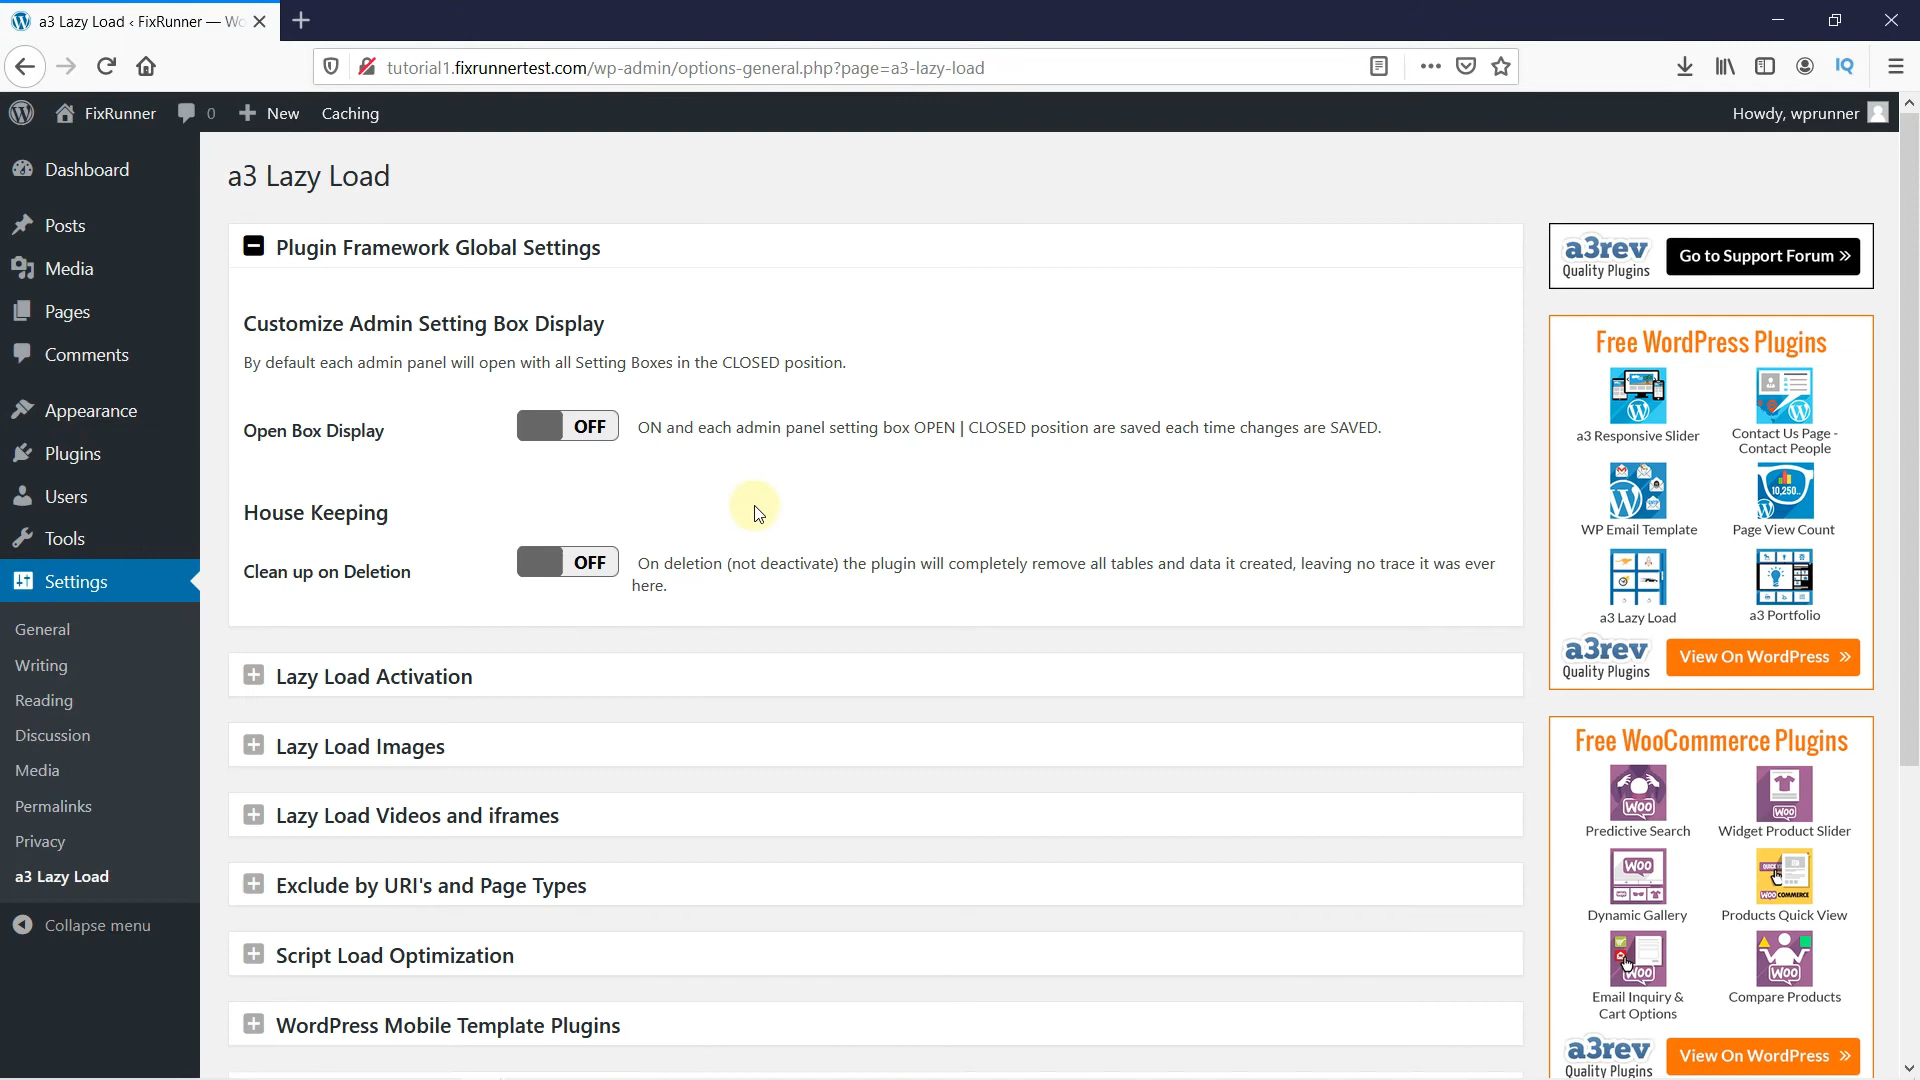 a3 Lazy Load ‹ FixRunner — Wo
tutorial1.fixrunnertest.com/wp-admin/options-general.php?page=a3-lazy-load
IQ
FixRunner
0
New
Caching
Howdy, wprunner
Dashboard
Posts
Media
Pages
Comments
Appearance
Plugins
Users
Tools
Settings
General
Writing
Reading
Discussion
Media
Permalinks
Privacy
a3 Lazy Load
Collapse menu
a3 Lazy Load
Plugin Framework Global Settings
Customize Admin Setting Box Display
By default each admin panel will open with all Setting Boxes in the CLOSED position.
Open Box Display
OFF
ON and each admin panel setting box OPEN | CLOSED position are saved each time changes are SAVED.
House Keeping
Clean up on Deletion
OFF
On deletion (not deactivate) the plugin will completely remove all tables and data it created, leaving no trace it was ever
here.
Lazy Load Activation
Lazy Load Images
Lazy Load Videos and iframes
Exclude by URI's and Page Types
Script Load Optimization
WordPress Mobile Template Plugins
a3rev
Quality Plugins
Go to Support Forum »
Free WordPress Plugins
a3 Responsive Slider
Contact Us Page -
Contact People
10,250..
WP Email Template
Page View Count
a3 Lazy Load
a3 Portfolio
a3rev
Quality Plugins
View On WordPress »
Free WooCommerce Plugins
WOO
WOO
Predictive Search
Widget Product Slider
WOO
WOO COMMERCE
Dynamic Gallery
Products Quick View
WOO
WOO
Email Inquiry &
Cart Options
Compare Products
a3rev
Quality Plugins
View On WordPress »